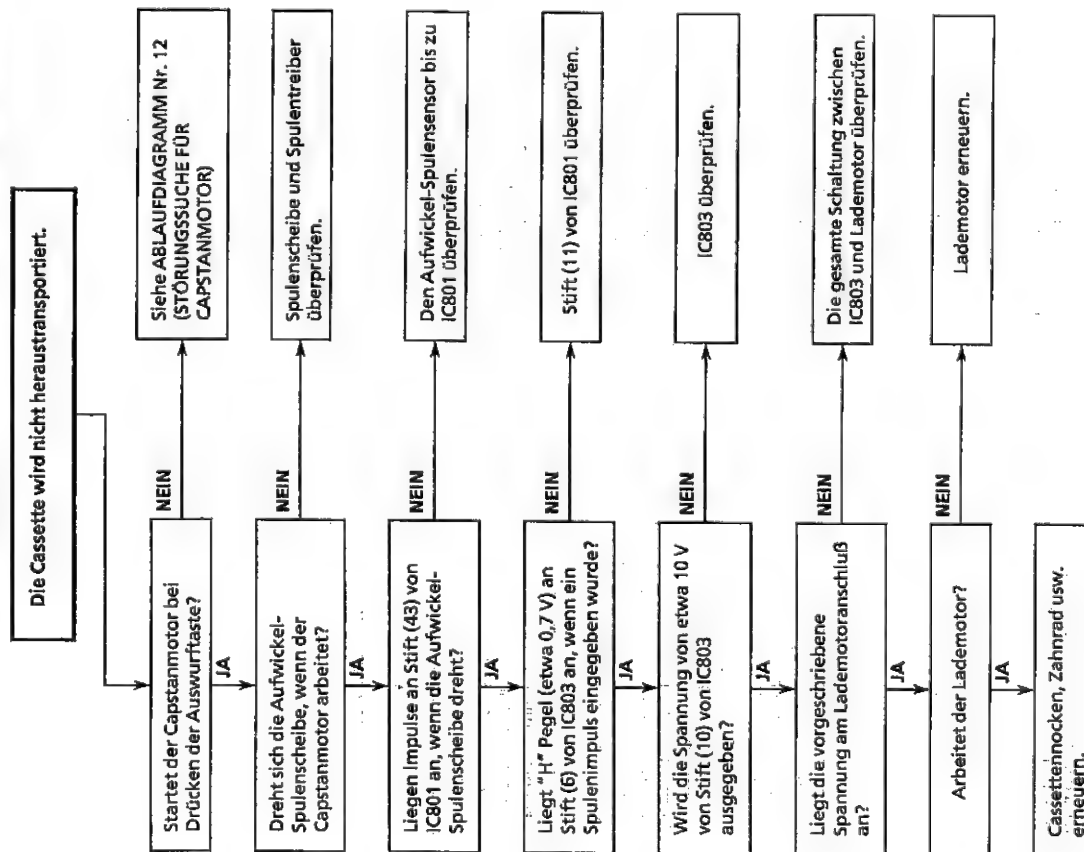 Die Cassette wird nicht heraustransportiert.
Startet der Capstanmotor bei
Drücken der Auswurftaste?
NEIN
Siehe ABLAUFDIAGRAMM Nr. 12
(STÖRUNGSSUCHE FÜR
CAPSTANMOTOR)
JA
Dreht sich die Aufwickel-
Spulenscheibe, wenn der
Capstanmotor arbeitet?
NEIN
Spulenscheibe und Spulentreiber
überprüfen.
JA
Liegen Impulse an Stift (43) von
IC801 an, wenn die Aufwickel-
Spulenscheibe dreht?
NEIN
Den Aufwickel-Spulensensor bis zu
IC801 überprüfen.
JA
Liegt "H" Pegel (etwa 0,7 V) an
Stift (6) von IC803 an, wenn ein
Spulenimpuls eingegeben wurde?
NEIN
Stift (11) von IC801 überprüfen.
JA
Wird die Spannung von etwa 10 V
von Stift (10) von IC803
ausgegeben?
NEIN
IC803 überprüfen.
JA
Liegt die vorgeschriebene
Spannung am Lademotoranschluß
an?
NEIN
Die gesamte Schaltung zwischen
IC803 und Lademotor überprüfen.
JA
Arbeitet der Lademotor?
NEIN
Lademotor erneuern.
JA
Cassettennocken, Zahnrad usw.
erneuern.